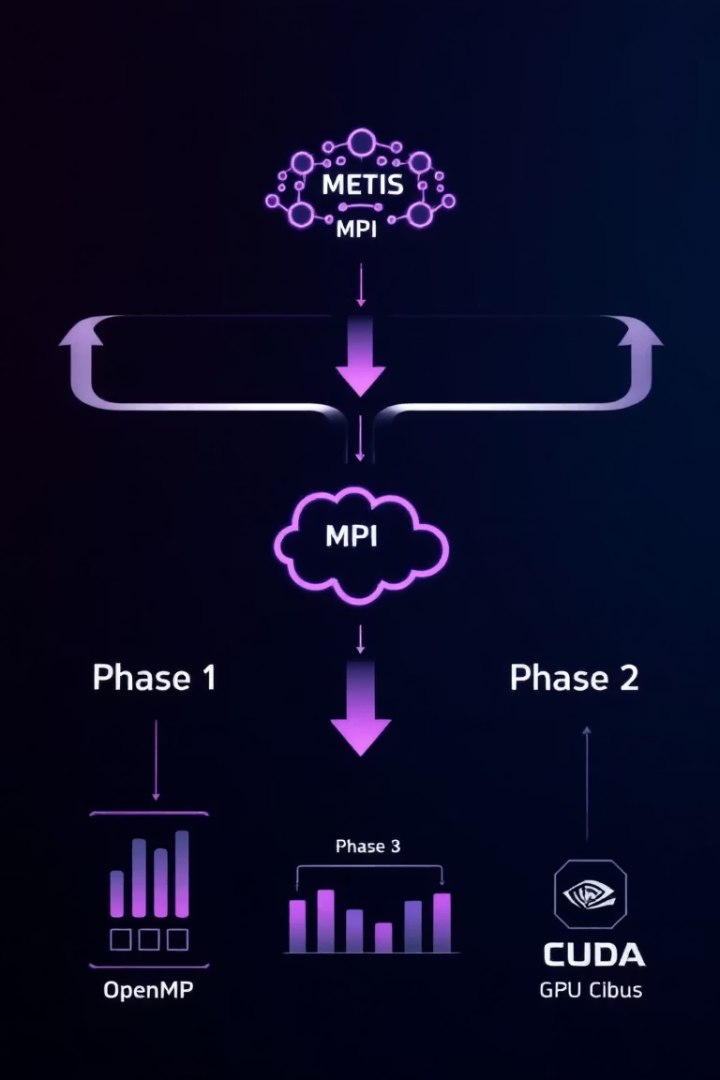 METIS
MPI
MPI
Phase 1
Phase 2
Phase 3
OpenMP
CUDA
GPU Cibus